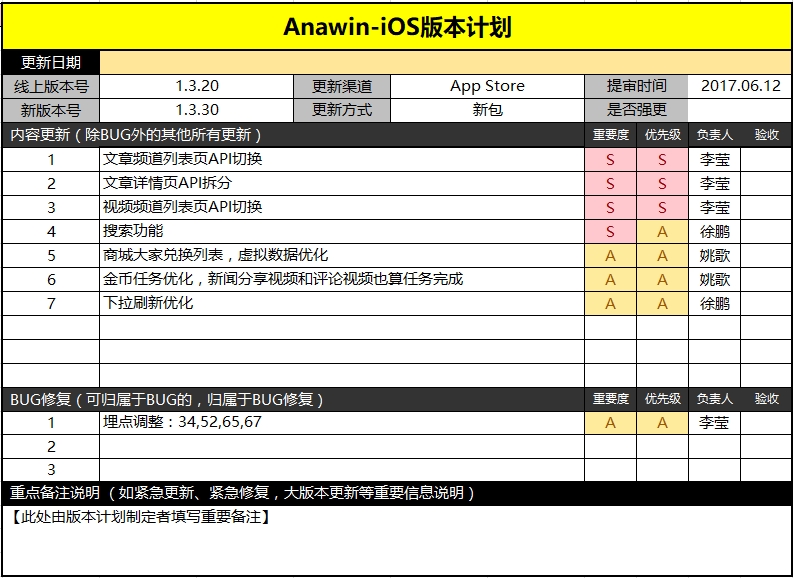 Anawin-iOS版本计划
更新日期
线上版本号 1.3.20 更新渠道 App Store 提审时间 2017.06.12
新版本号 1.3.30 更新方式 新包 是否强更
内容更新（除BUG外的其他所有更新） 重要度 优先级 负责人 验收
1 文章频道列表页API切换 S S 李莹
2 文章详情页API拆分 S S 李莹
3 视频频道列表页API切换 S S 李莹
4 搜索功能 S A 徐鹏
5 商城大家兑换列表，虚拟数据优化 A A 姚歌
6 金币任务优化，新闻分享视频和评论视频也算任务完成 A A 姚歌
7 下拉刷新优化 A A 徐鹏
BUG修复（可归属于BUG的，归属于BUG修复） 重要度 优先级 负责人 验收
1 埋点调整：34,52,65,67 A A 李莹
2
3
重点备注说明 （如紧急更新、紧急修复，大版本更新等重要信息说明）
【此处由版本计划制定者填写重要备注】